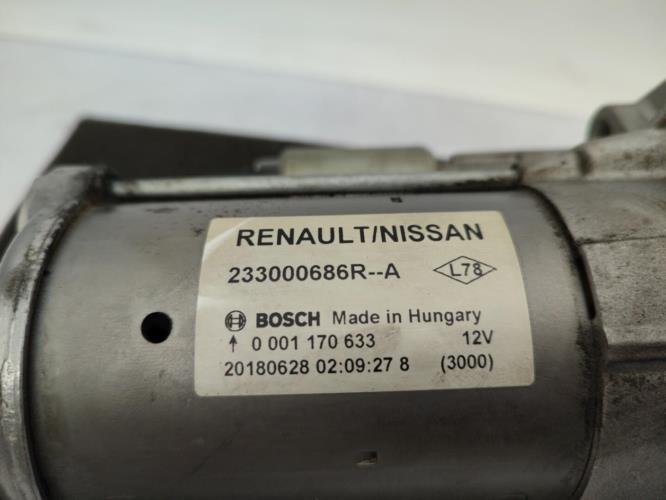 RENAULT/NISSAN
233000686R--A L78
BOSCH Made in Hungary
0 001 170 633 12V
20180628 02:09:27 8 (3000)